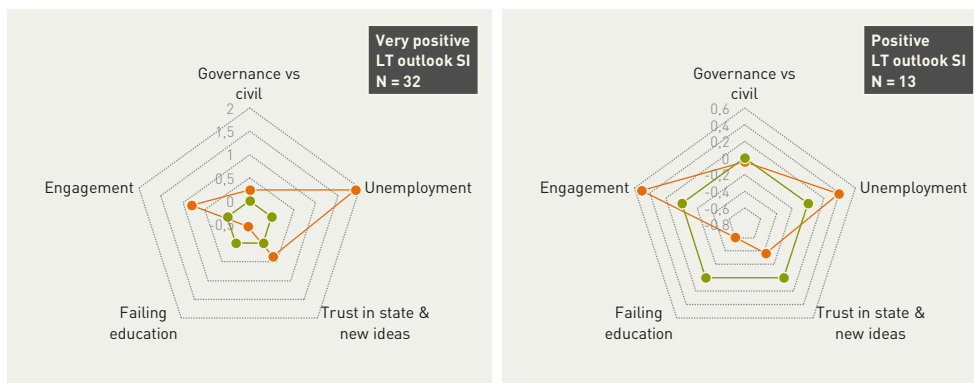 Very positive
LT outlook SI
N = 32
Governance vs
civil
2
1,5
1
0,5
0
-0,5
Engagement
Unemployment
Failing
education
Trust in state &
new ideas
Positive
LT outlook SI
N = 13
Governance vs
civil
0,6
0,4
0,2
0
-0,2
-0,4
-0,6
0,8
Engagement
Unemployment
Failing
education
Trust in state &
new ideas